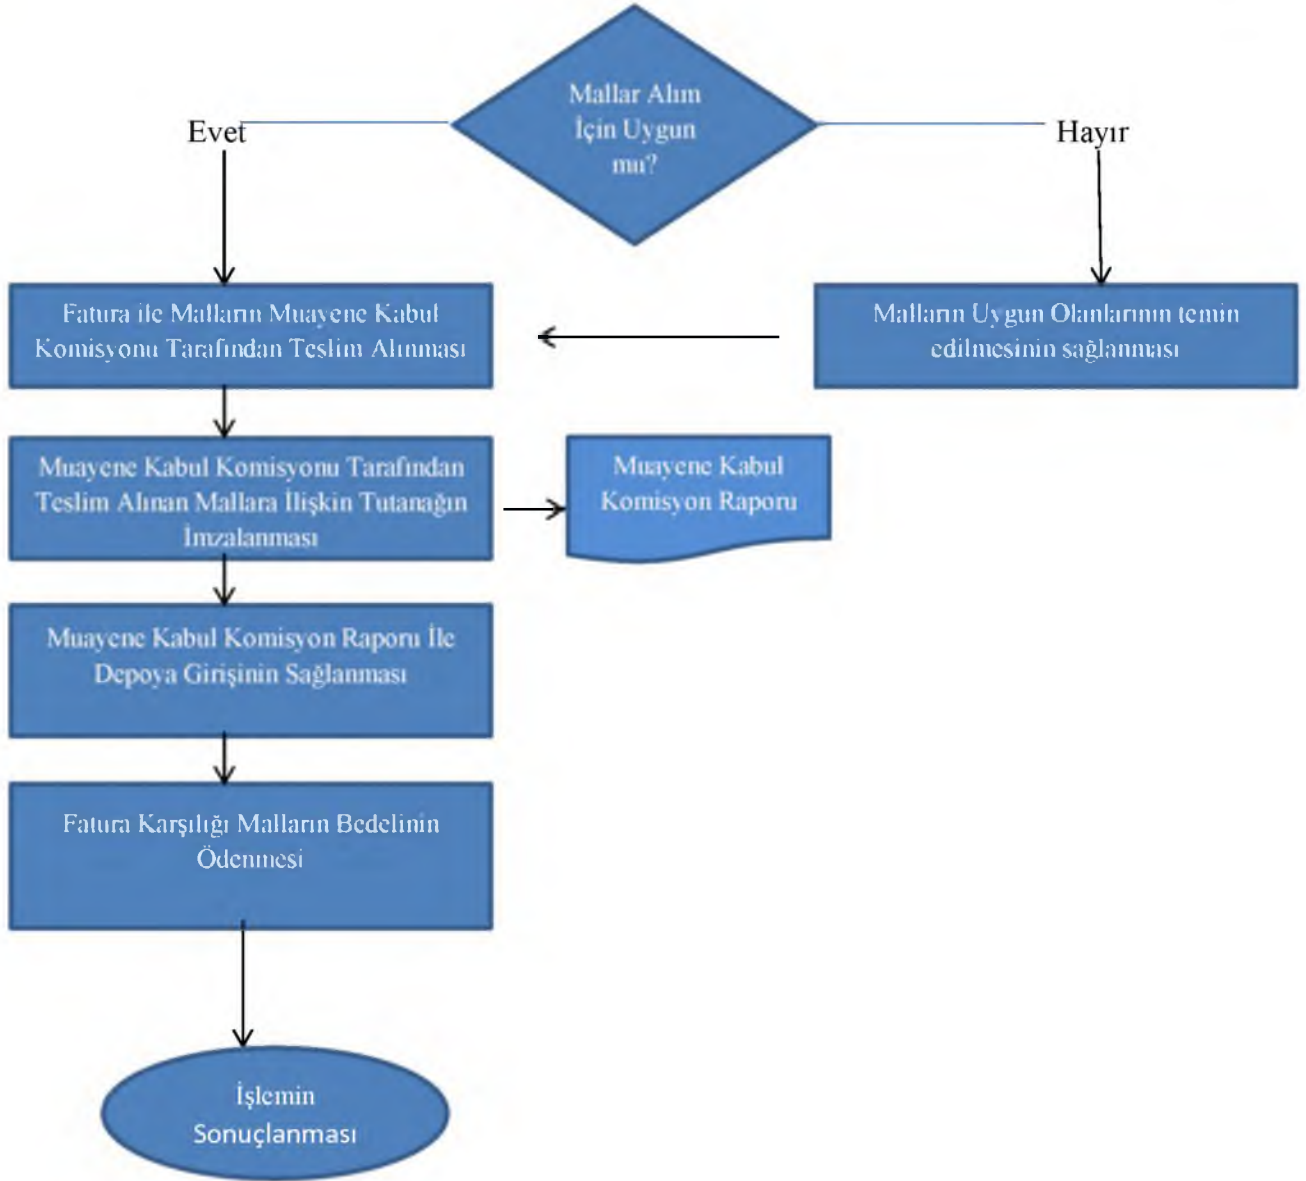 Mallar Alım
İçin Uygun
mu?
Evet
Hayır
Fatura ile Malların Muayene Kabul
Komisyonu Tarafından Teslim Alınması
Malların Uygun Olanlarının temin
edilmesinin sağlanması
Muayene Kabul Komisyonu Tarafından
Teslim Alınan Mallara İlişkin Tutanağın
İmzalanması
Muayene Kabul
Komisyon Raporu
Muayene Kabul Komisyon Raporu İle
Depoya Girişinin Sağlanması
Fatura Karşılığı Malların Bedelinin
Ödenmesi
İşlemin
Sonuçlanması